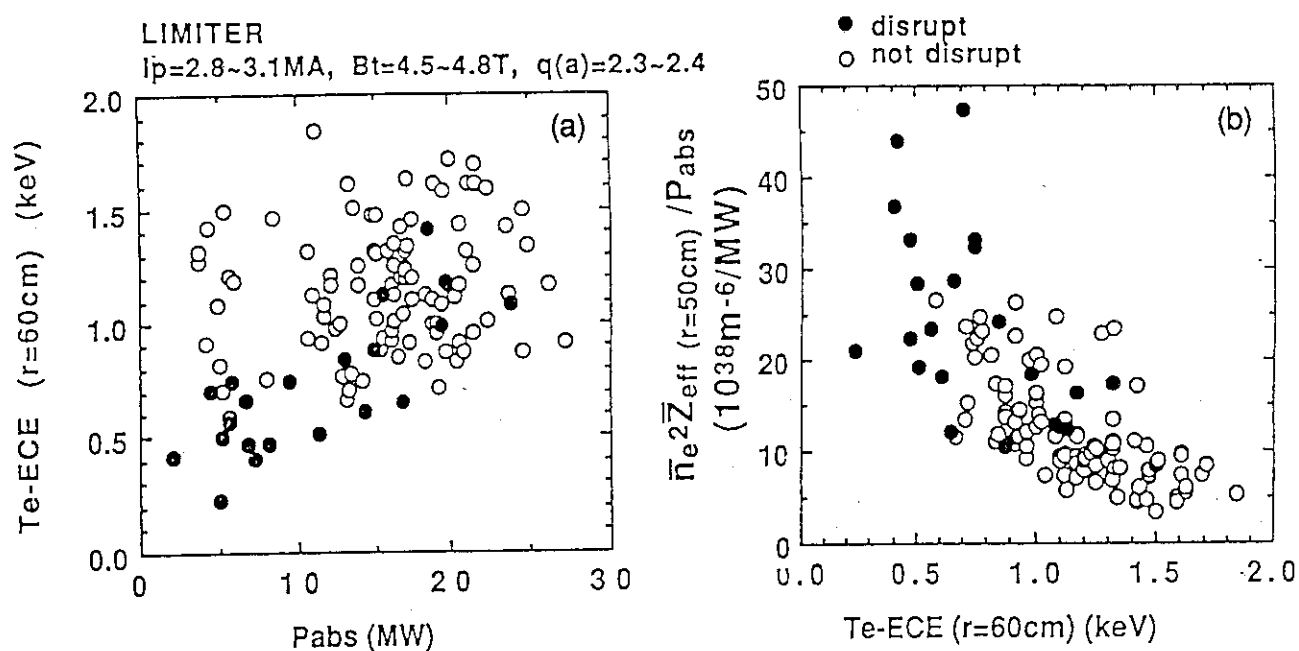 LIMITER
Ip=2.8~3.1MA, Bt=4.5~4.8T, q(a)=2.3~2.4
● disrupt
○ not disrupt
(a)
Te-ECE (r=60cm) (keV)
2.0
1.5
1.0
0.5
0.0
0
10
20
30
Pabs (MW)
(b)
n̅e2Z̅eff (r=50cm) /Pabs
(10^38m-6/MW)
50
40
30
20
10
0
0.0
0.5
1.0
1.5
2.0
Te-ECE (r=60cm) (keV)